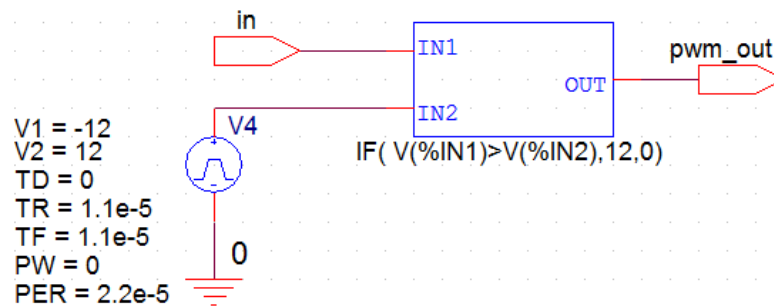 in
IN1
pwm_out
OUT
IN2
V4
IF( V(%IN1)>V(%IN2),12,0)
V1 = -12
V2 = 12
TD = 0
TR = 1.1e-5
TF = 1.1e-5
PW = 0
PER = 2.2e-5
0